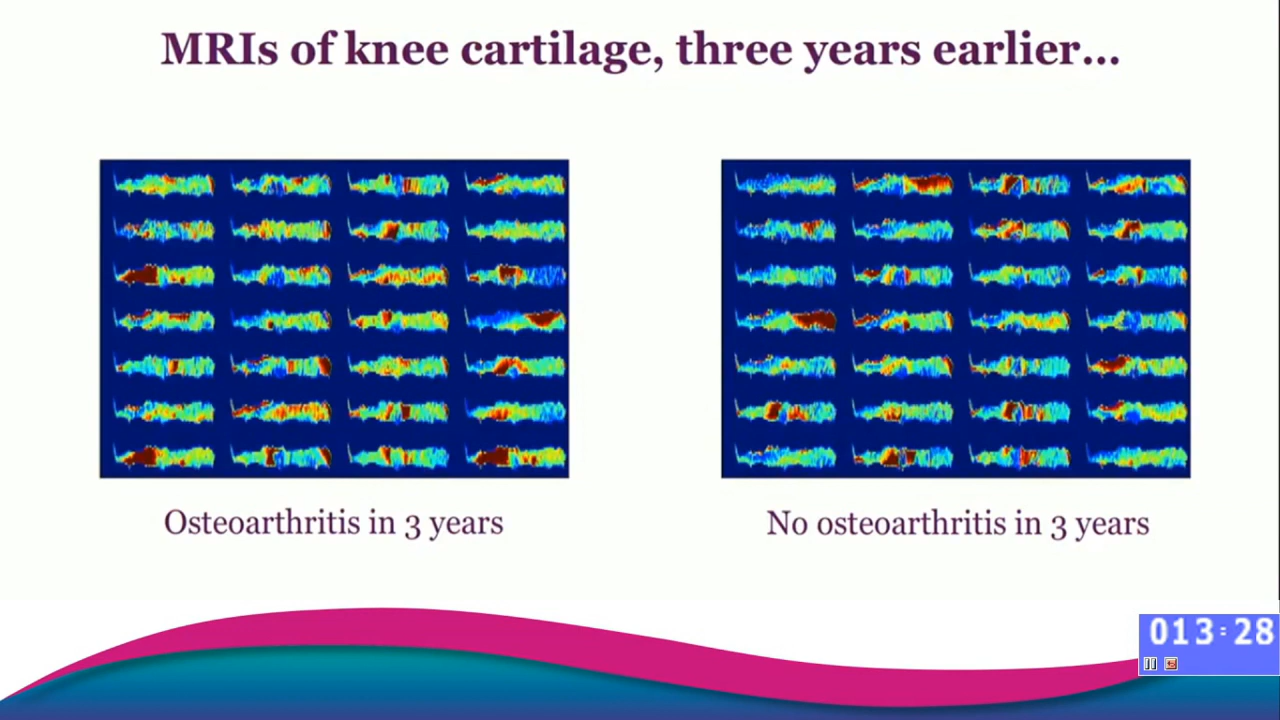 MRIs of knee cartilage, three years earlier...
Osteoarthritis in 3 years
No osteoarthritis in 3 years
013:28